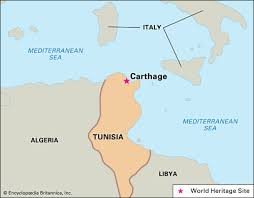 ITALY
MEDITERRANEAN
SEA
Carthage
MEDITERRANEAN
SEA
ALGERIA
TUNISIA
LIBYA
© Encyclopædia Britannica, Inc.
World Heritage Site